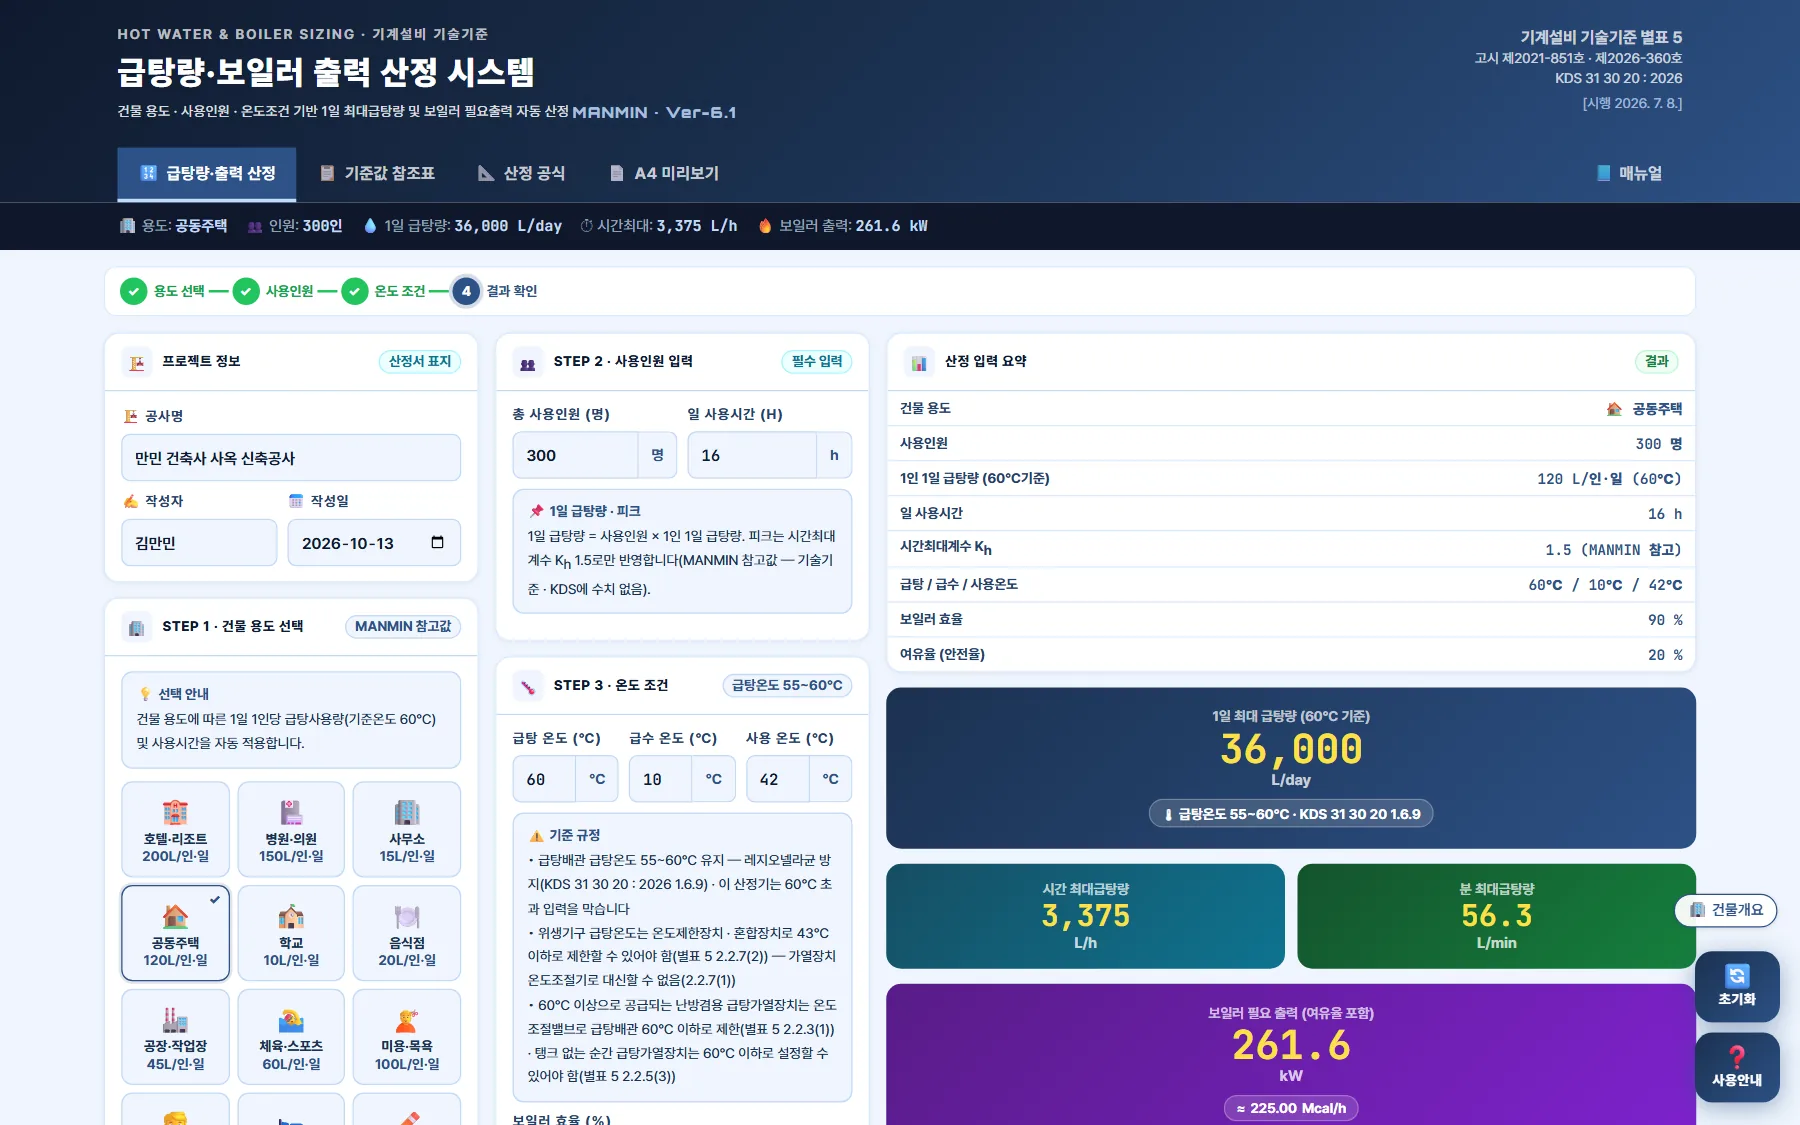 HOT WATER & BOILER SIZING · 기계설비 기술기준
급탕량·보일러 출력 산정 시스템
건물 용도 · 사용인원 · 온도조건 기반 1일 최대급탕량 및 보일러 필요출력 자동 산정 MANMIN · Ver-6.1
기계설비 기술기준 별표 5
고시 제2021-851호 · 제2026-360호
KDS 31 30 20 : 2026
[시행 2026. 7. 8.]
급탕량·출력 산정
기준값 참조표
산정 공식
A4 미리보기
매뉴얼
용도: 공동주택
인원: 300인
1일 급탕량: 36,000 L/day
시간최대: 3,375 L/h
보일러 출력: 261.6 kW
용도 선택
사용인원
온도 조건
4 결과 확인
프로젝트 정보
산정서 표지
공사명
만민 건축사 사옥 신축공사
작성자
작성일
김만민
2026-10-13
STEP 1 · 건물 용도 선택
MANMIN 참고값
선택 안내
건물 용도에 따른 1일 1인당 급탕사용량(기준온도 60°C)
및 사용시간을 자동 적용합니다.
호텔·리조트
200L/인·일
병원·의원
150L/인·일
사무소
15L/인·일
공동주택
120L/인·일
학교
10L/인·일
음식점
20L/인·일
공장·작업장
45L/인·일
체육·스포츠
60L/인·일
미용·목욕
100L/인·일
STEP 2 · 사용인원 입력
필수 입력
총 사용인원 (명)
일 사용시간 (H)
300 명
16 h
1일 급탕량 · 피크
1일 급탕량 = 사용인원 × 1인 1일 급탕량. 피크는 시간최대
계수 Kh 1.5로만 반영합니다(MANMIN 참고값 — 기술기
준 · KDS에 수치 없음).
STEP 3 · 온도 조건
급탕온도 55~60°C
급탕 온도 (°C)
급수 온도 (°C)
사용 온도 (°C)
60 °C
10 °C
42 °C
기준 규정
• 급탕배관 급탕온도 55~60°C 유지 — 레지오넬라균 방
지(KDS 31 30 20 : 2026 1.6.9) · 이 산정기는 60°C 초
과 입력을 막습니다
• 위생기구 급탕온도는 온도제한장치 · 혼합장치로 43°C
이하로 제한할 수 있어야 함(별표 5 2.2.7(2)) — 가열장치
온도조절기로 대신할 수 없음(2.2.7(1))
• 60°C 이상으로 공급되는 난방겸용 급탕가열장치는 온도
조절밸브로 급탕배관 60°C 이하로 제한(별표 5 2.2.3(1))
· 탱크 없는 순간 급탕가열장치는 60°C 이하로 설정할 수
있어야 함(별표 5 2.2.5(3))
보일러 효율 (%)
산정 입력 요약
결과
건물 용도
공동주택
사용인원
300 명
1인 1일 급탕량 (60°C기준)
120 L/인·일 (60°C)
일 사용시간
16 h
시간최대계수 Kh
1.5 (MANMIN 참고)
급탕 / 급수 / 사용온도
60°C / 10°C / 42°C
보일러 효율
90 %
여유율 (안전율)
20 %
1일 최대 급탕량 (60°C 기준)
36,000
L/day
급탕온도 55~60°C · KDS 31 30 20 1.6.9
시간 최대급탕량
3,375
L/h
분 최대급탕량
56.3
L/min
보일러 필요 출력 (여유율 포함)
261.6
kW
≈ 225.00 Mcal/h
건물개요
초기화
사용안내